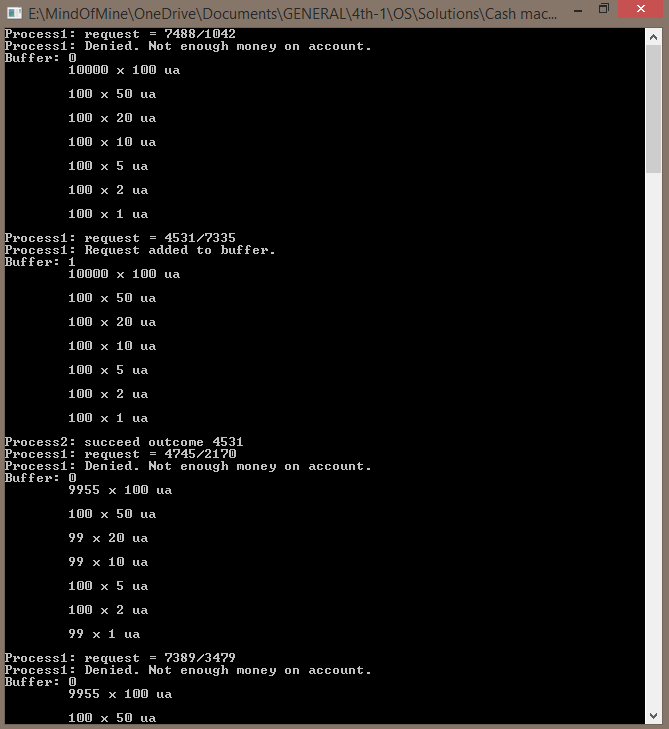 E:\MindOfMine\OneDrive\Documents\GENERAL\4th-1\OS\Solutions\Cash mac...
Process1: request = 7488/1042
Process1: Denied. Not enough money on account.
Buffer: 0
10000 x 100 ua
100 x 50 ua
100 x 20 ua
100 x 10 ua
100 x 5 ua
100 x 2 ua
100 x 1 ua
Process1: request = 4531/7335
Process1: Request added to buffer.
Buffer: 1
10000 x 100 ua
100 x 50 ua
100 x 20 ua
100 x 10 ua
100 x 5 ua
100 x 2 ua
100 x 1 ua
Process2: succeed outcome 4531
Process1: request = 4745/2170
Process1: Denied. Not enough money on account.
Buffer: 0
9955 x 100 ua
100 x 50 ua
99 x 20 ua
99 x 10 ua
100 x 5 ua
100 x 2 ua
99 x 1 ua
Process1: request = 7389/3479
Process1: Denied. Not enough money on account.
Buffer: 0
9955 x 100 ua
100 x 50 ua